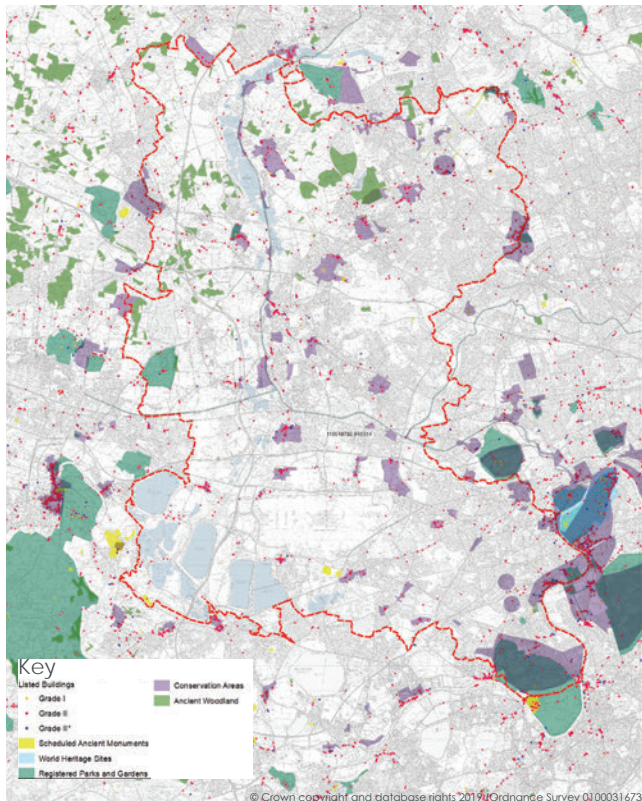 Key
Listed Buildings
Grade I
Grade II
Grade II*
Scheduled Ancient Monuments
World Heritage Sites
Registered Parks and Gardens
Conservation Areas
Ancient Woodland
© Crown copyright and database rights 2019 Ordnance Survey 0100031673